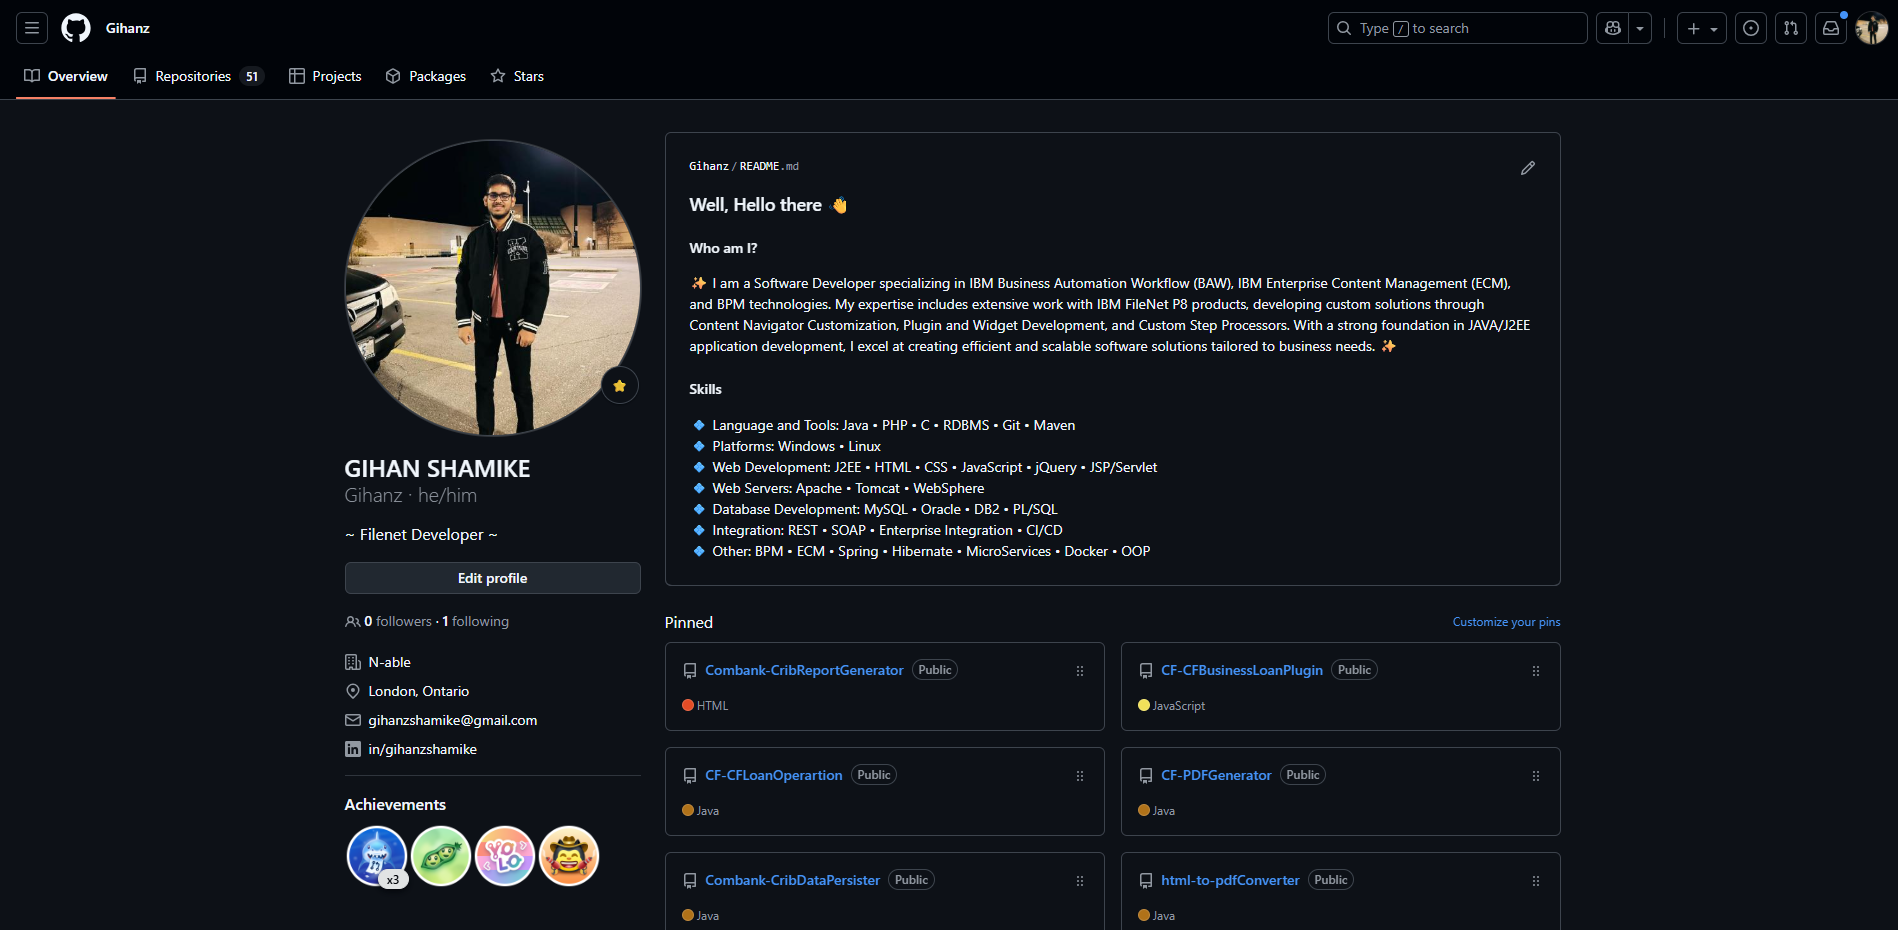 Gihanz
Type / to search
Overview
Repositories 51
Projects
Packages
Stars
GIHAN SHAMIKE
Gihanz · he/him
~ Filenet Developer ~
Edit profile
0 followers · 1 following
N-able
London, Ontario
gihanzshamike@gmail.com
in/gihanzshamike
Achievements
x3
YOLO
Gihanz/README.md
Well, Hello there 👋
Who am I?
✨ I am a Software Developer specializing in IBM Business Automation Workflow (BAW), IBM Enterprise Content Management (ECM),
and BPM technologies. My expertise includes extensive work with IBM FileNet P8 products, developing custom solutions through
Content Navigator Customization, Plugin and Widget Development, and Custom Step Processors. With a strong foundation in JAVA/J2EE
application development, I excel at creating efficient and scalable software solutions tailored to business needs. ✨
Skills
🔹 Language and Tools: Java • PHP • C • RDBMS • Git • Maven
🔹 Platforms: Windows • Linux
🔹 Web Development: J2EE • HTML • CSS • JavaScript • jQuery • JSP/Servlet
🔹 Web Servers: Apache • Tomcat • WebSphere
🔹 Database Development: MySQL • Oracle • DB2 • PL/SQL
🔹 Integration: REST • SOAP • Enterprise Integration • CI/CD
🔹 Other: BPM • ECM • Spring • Hibernate • MicroServices • Docker • OOP
Pinned
Customize your pins
Combank-CribReportGenerator Public
HTML
CF-CFBusinessLoanPlugin Public
JavaScript
CF-CFLoanOperartion Public
Java
CF-PDFGenerator Public
Java
Combank-CribDataPersister Public
Java
html-to-pdfConverter Public
Java